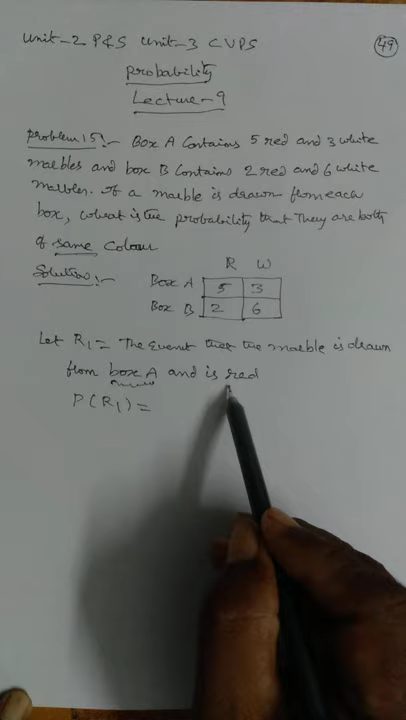 Unit-2 P&S Unit-3 CVPS
49
probability
Lecture-9
problem 15:- Box A Contains 5 red and 3 white
marbles and box B Contains 2 red and 6 white
Marbles. If a marble is drawn from each
box, what is the probability that They are both
of same Colour
Solution:-
R W
Box A 5 3
Box B 2 6
Let R1 = The Event that the marble is drawn
from box A and is red
P(R1) =